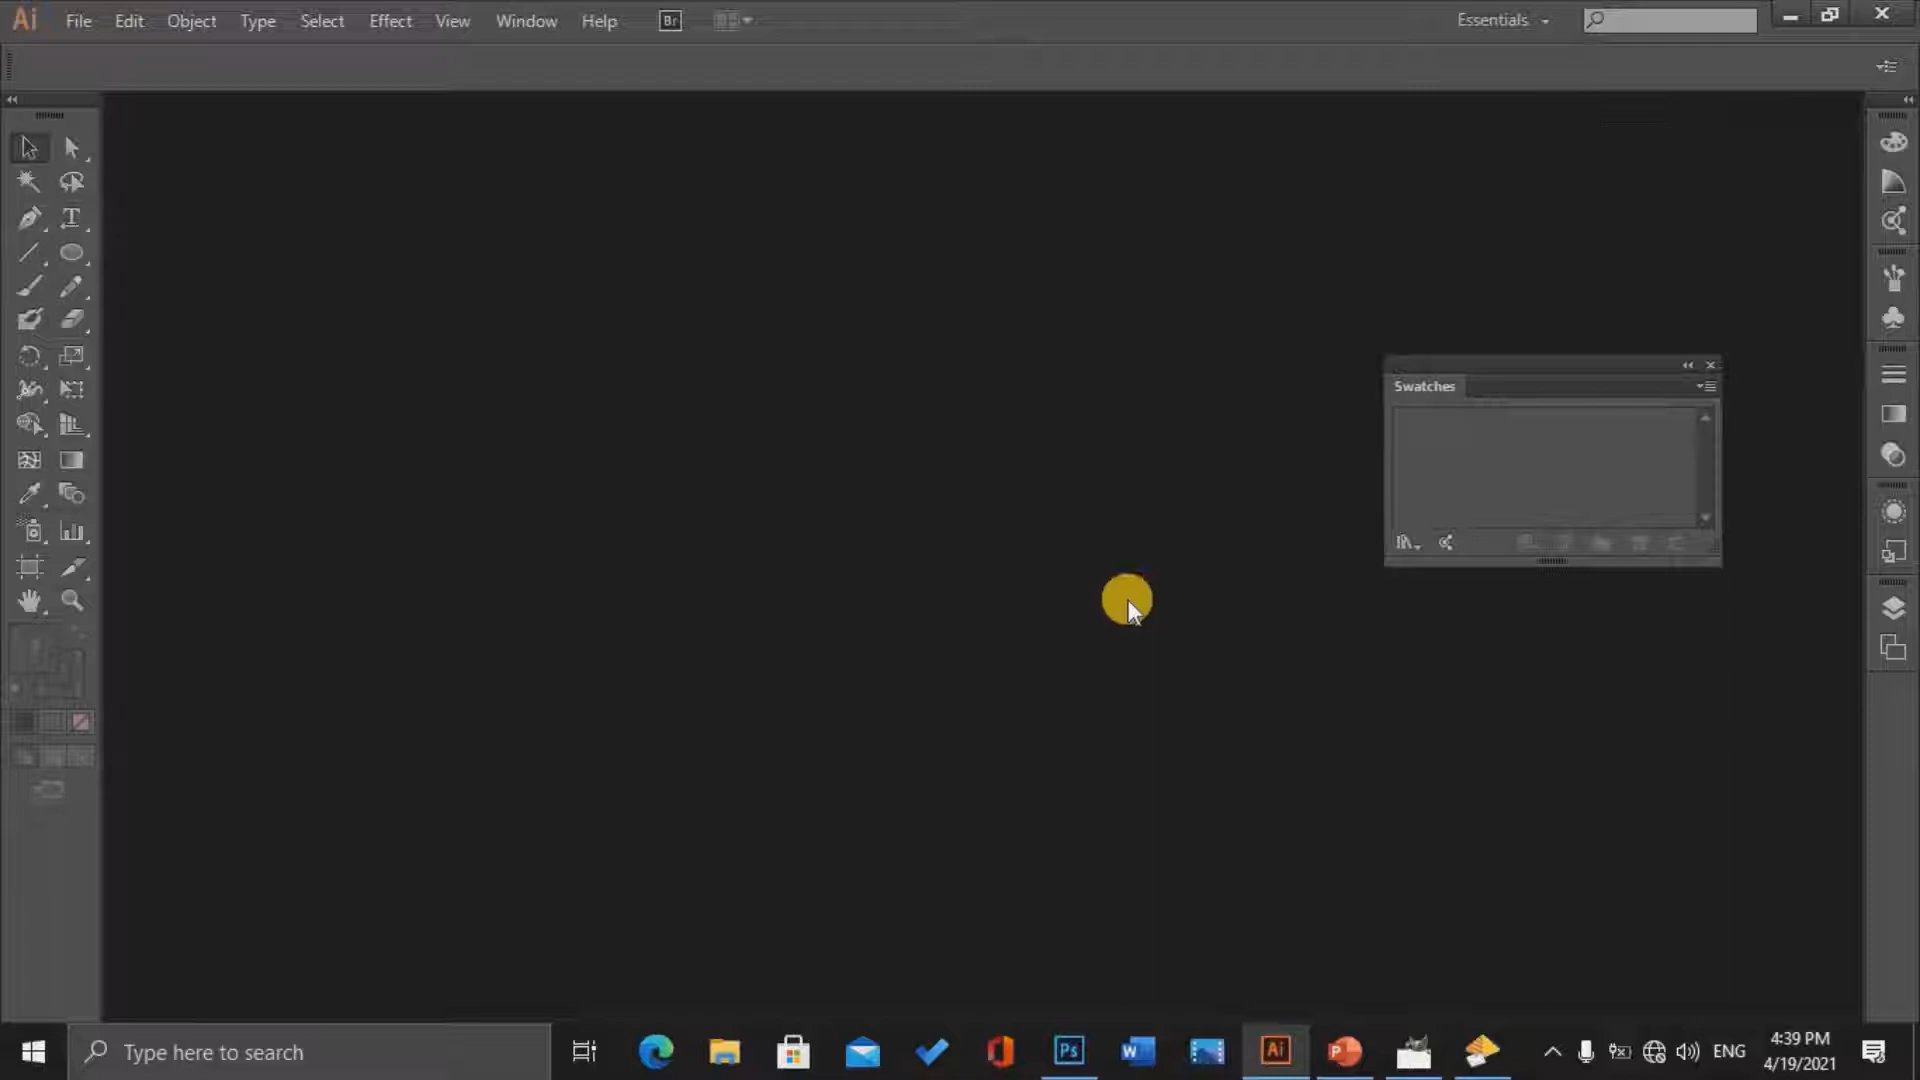 Ai File Edit Object Type Select Effect View Window Help Br Essentials
Swatches
Type here to search
Ps
Ai
4:39 PM
ENG
4/19/2021